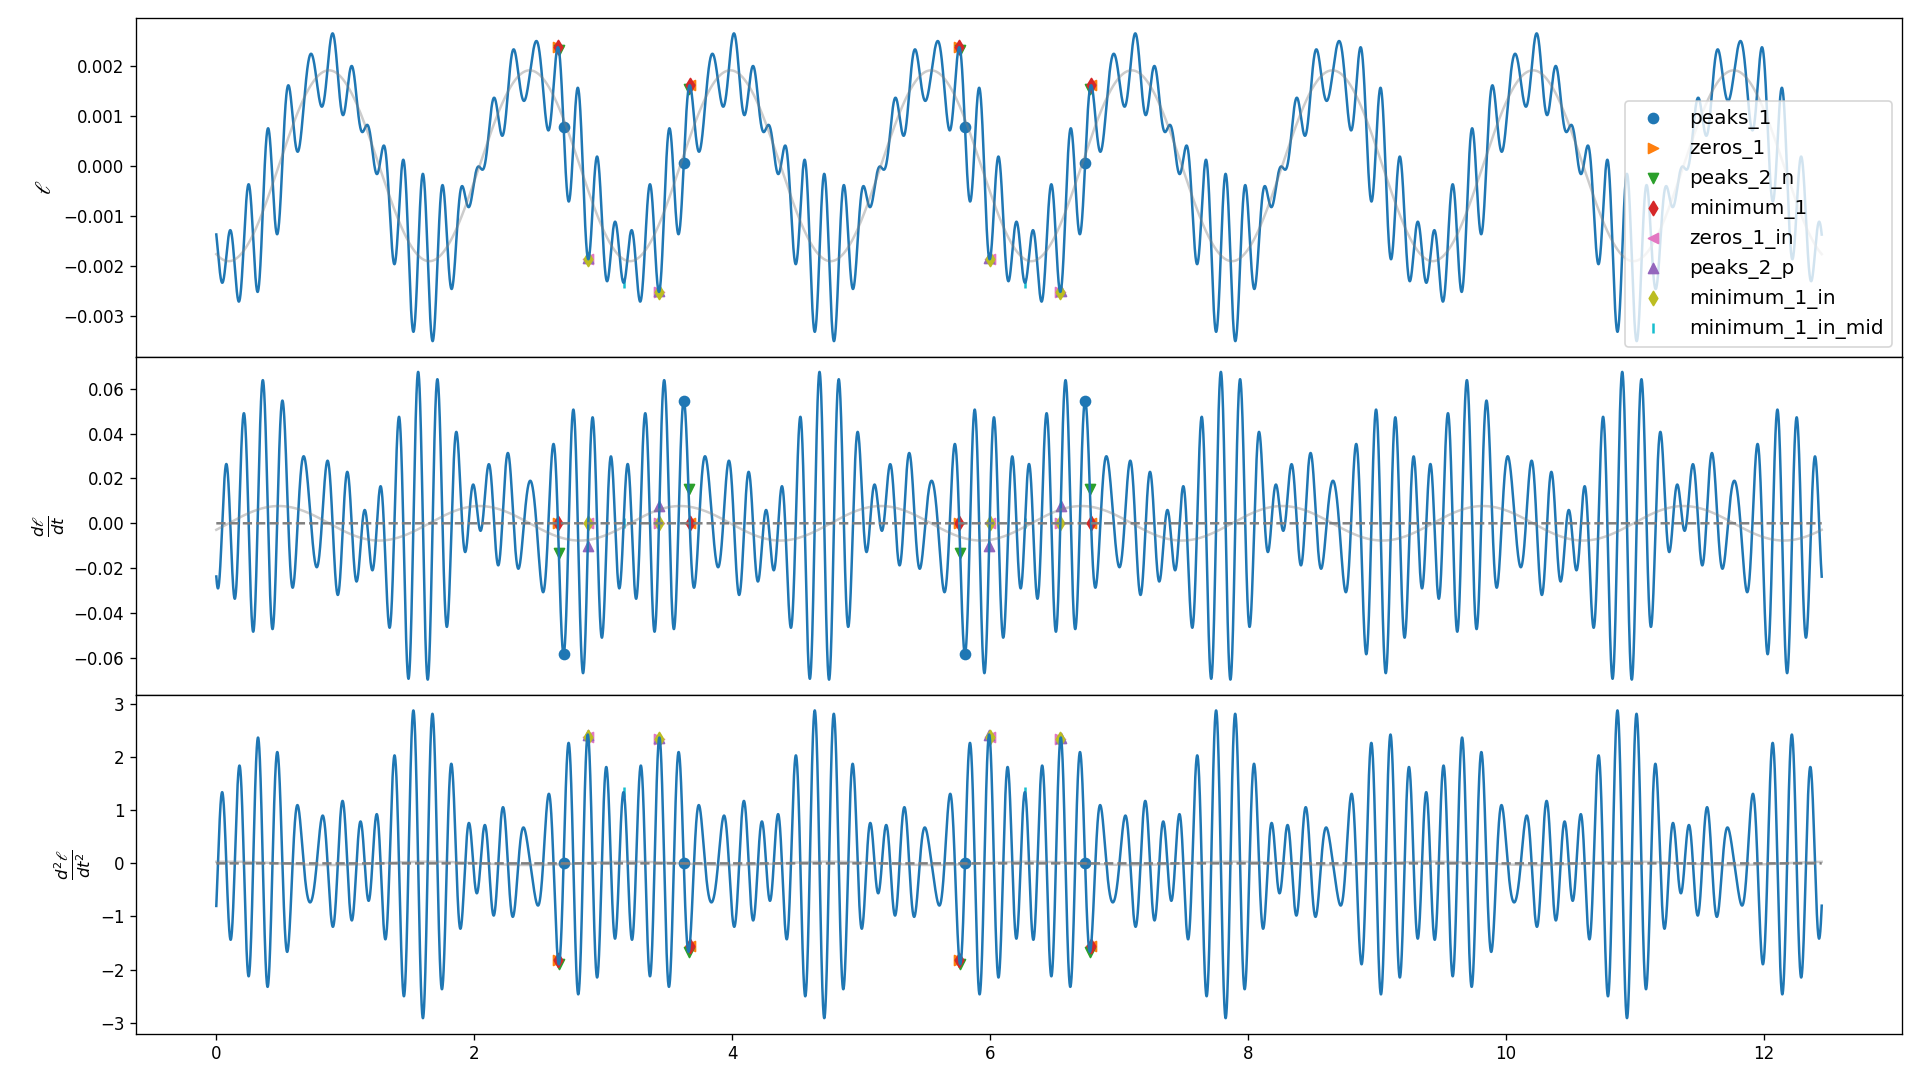 0.002
0.001
0.000
−0.001
−0.002
−0.003
ℓ
peaks_1
zeros_1
peaks_2_n
minimum_1
zeros_1_in
peaks_2_p
minimum_1_in
minimum_1_in_mid
0.06
0.04
0.02
0.00
−0.02
−0.04
−0.06
dℓ/dt
3
2
1
0
−1
−2
−3
d²ℓ/dt²
0 2 4 6 8 10 12